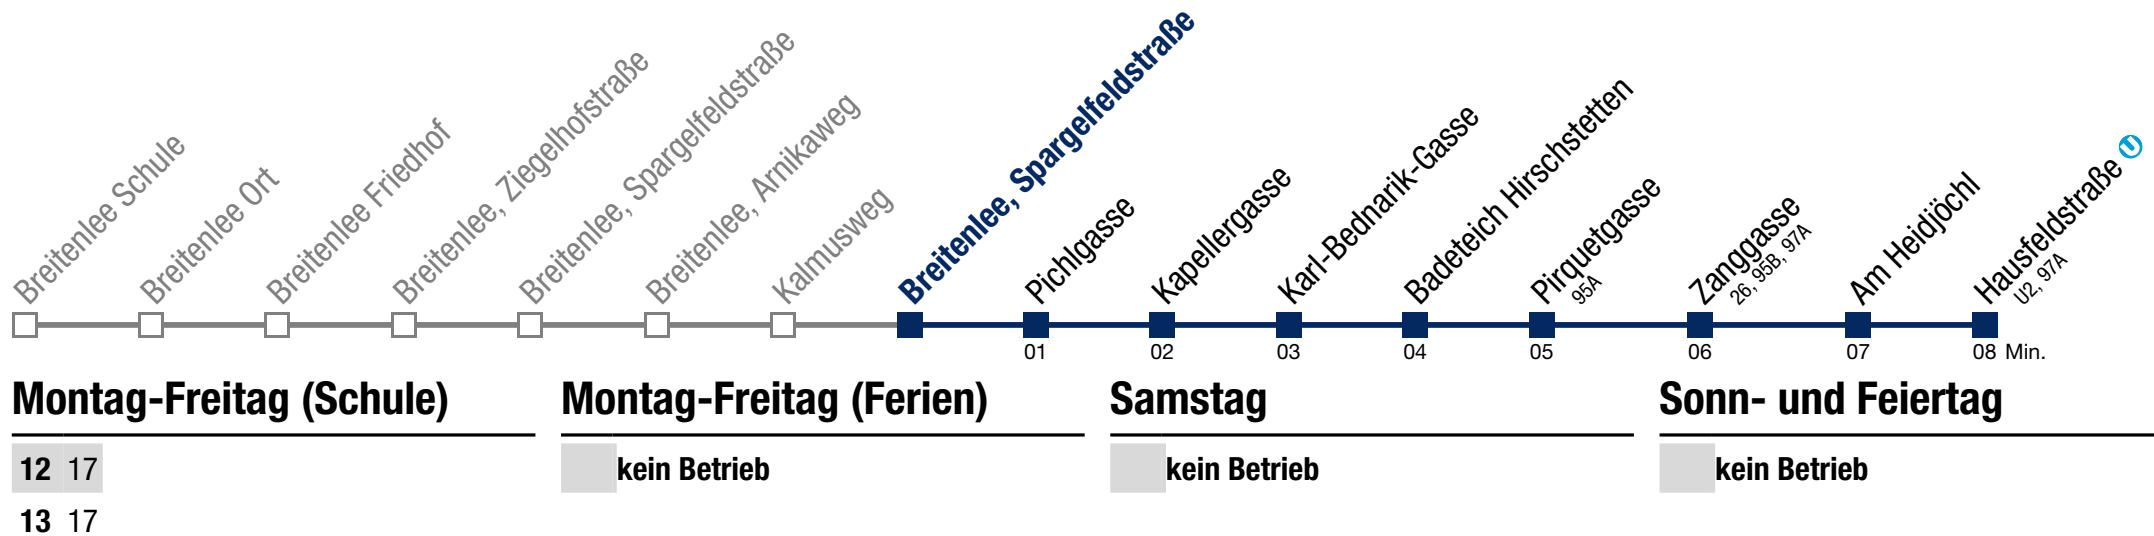 Breitenlee Schule
Breitenlee Ort
Breitenlee Friedhof
Breitenlee, Ziegelhofstraße
Breitenlee, Spargelfeldstraße
Breitenlee, Arnikaweg
Kalmusweg
Breitenlee, Spargelfeldstraße
Pichlgasse
Kapellergasse
Karl-Bednarik-Gasse
Badeteich Hirschstetten
Pirquetgasse
95A
Zanggasse
26, 95B, 97A
Am Heidjöchl
Hausfeldstraße U
U2, 97A
01 02 03 04 05 06 07 08 Min.
Montag-Freitag (Schule)
12 17
13 17
Montag-Freitag (Ferien)
kein Betrieb
Samstag
kein Betrieb
Sonn- und Feiertag
kein Betrieb